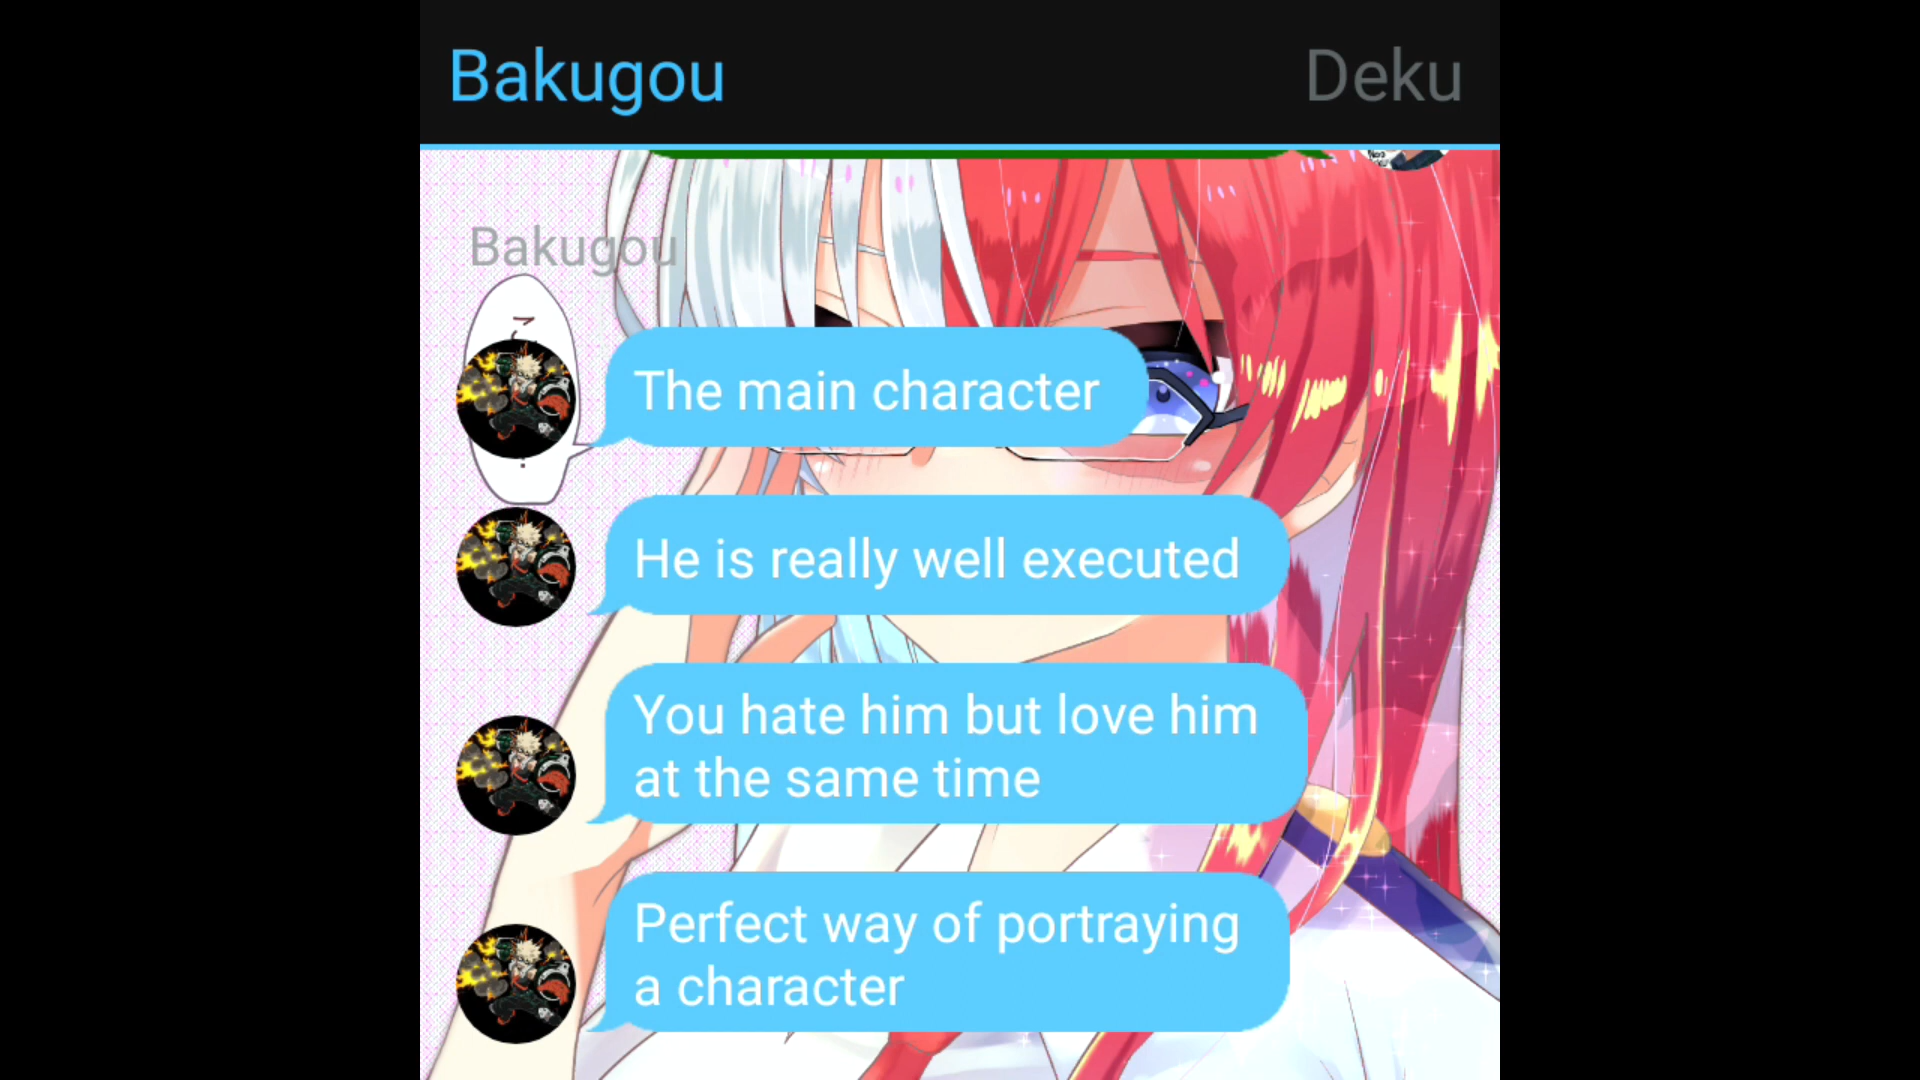 Bakugou Deku
Bakugou
The main character
He is really well executed
You hate him but love him
at the same time
Perfect way of portraying
a character